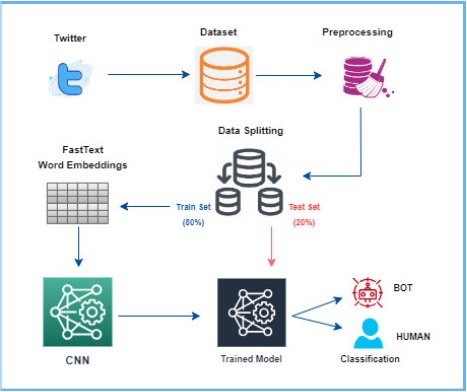 Twitter
Dataset
Preprocessing
Data Splitting
FastText
Word Embeddings
Train Set
(80%)
Test Set
(20%)
BOT
HUMAN
CNN
Trained Model
Classification